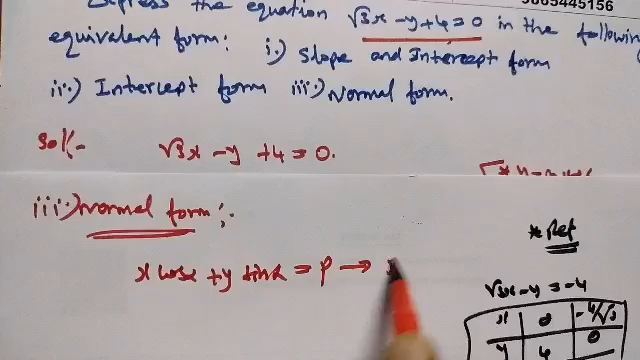 9885445156
Express the equation √3x - y + 4 = 0 in the following
equivalent form: i.) Slope and Intercept form
ii.) Intercept form iii.) Normal form.
Sol:- √3x - y + 4 = 0.
iii.) Normal form:-
x cosα + y sinα = P →
* Ref
√3x - y = -4
x | 0 | -4/√3
y | 4 | 0